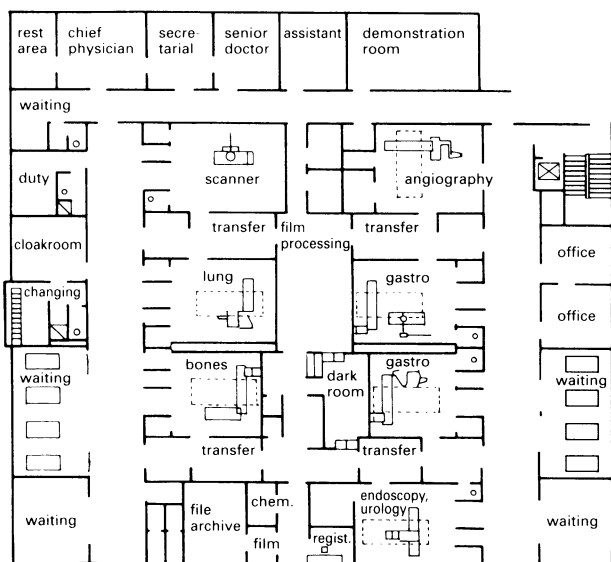 rest
area
chief
physician
secre-
tarial
senior
doctor
assistant
demonstration
room
waiting
scanner
angiography
duty
transfer
film
processing
transfer
cloakroom
office
lung
gastro
changing
office
bones
gastro
waiting
dark
room
waiting
transfer
transfer
chem.
endoscopy,
urology
waiting
file
archive
waiting
film
regist.